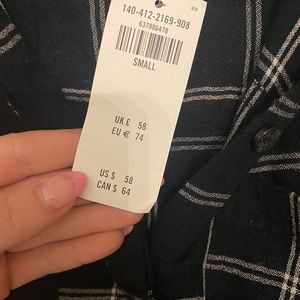 140-412-2169-908
637886478
SMALL
UK £ 58
EU € 74
US $ 58
CAN $ 64